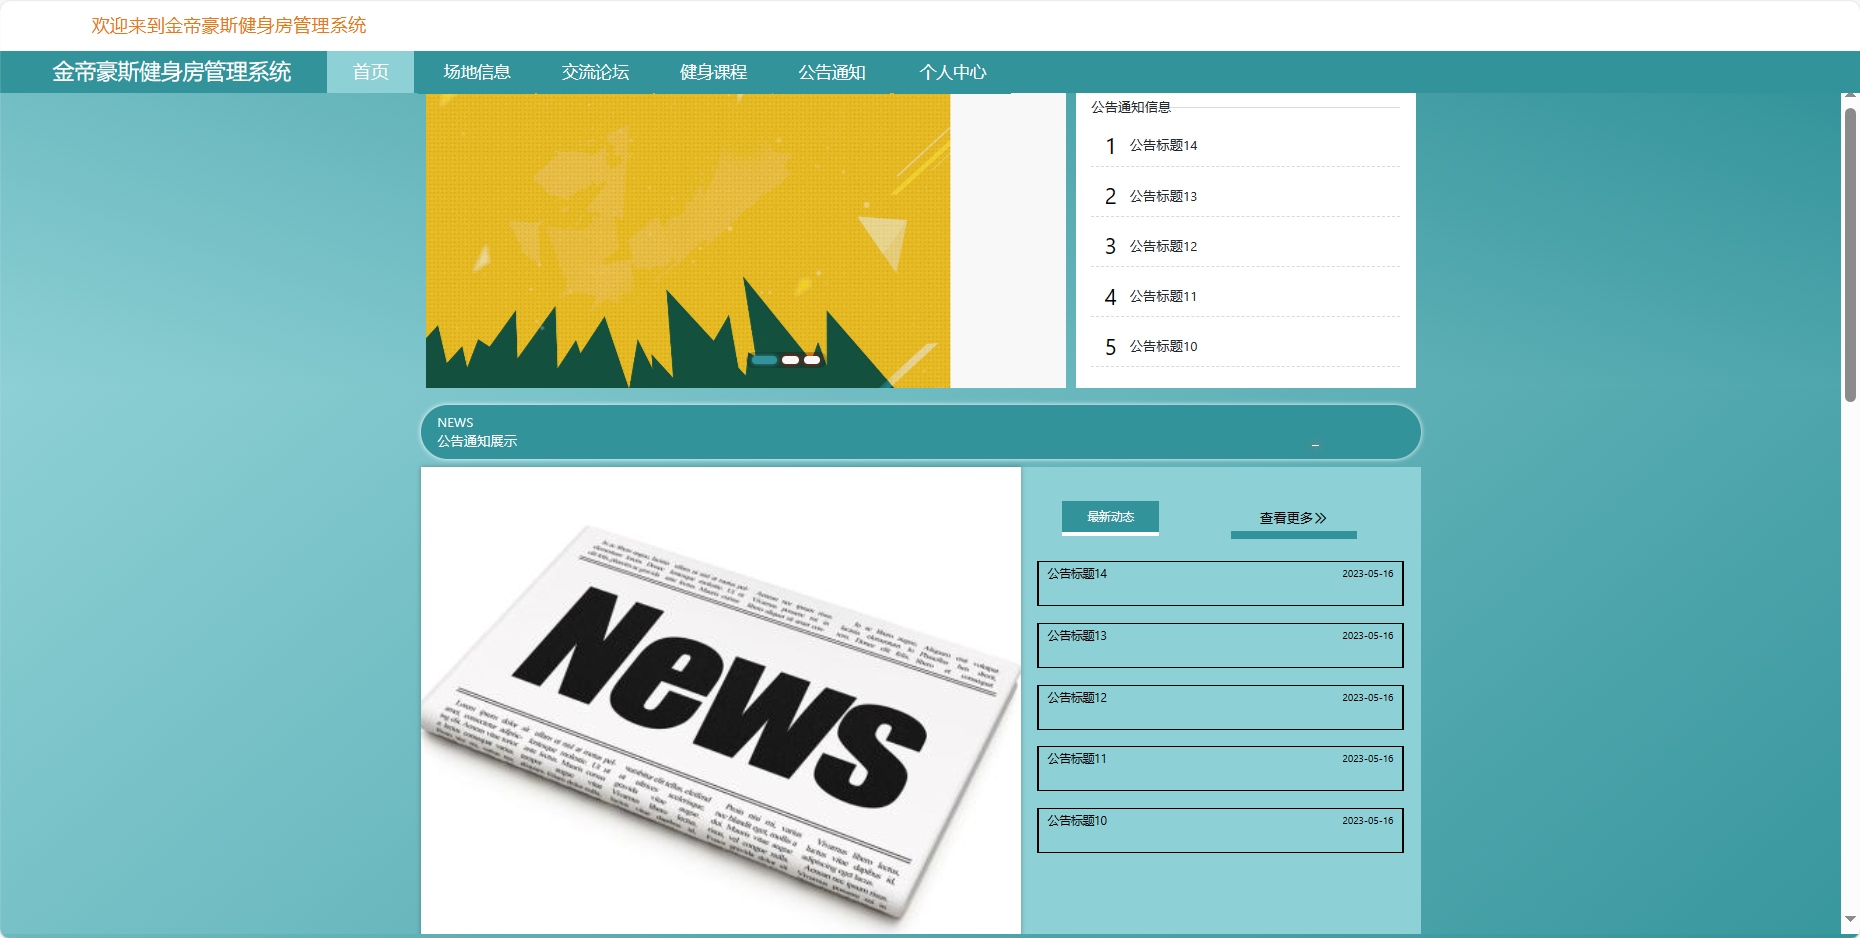 欢迎来到金帝豪斯健身房管理系统
金帝豪斯健身房管理系统 首页 场地信息 交流论坛 健身课程 公告通知 个人中心
公告通知信息
1 公告标题14
2 公告标题13
3 公告标题12
4 公告标题11
5 公告标题10
NEWS
公告通知展示
News
最新动态 查看更多
公告标题14 2023-05-16
公告标题13 2023-05-16
公告标题12 2023-05-16
公告标题11 2023-05-16
公告标题10 2023-05-16